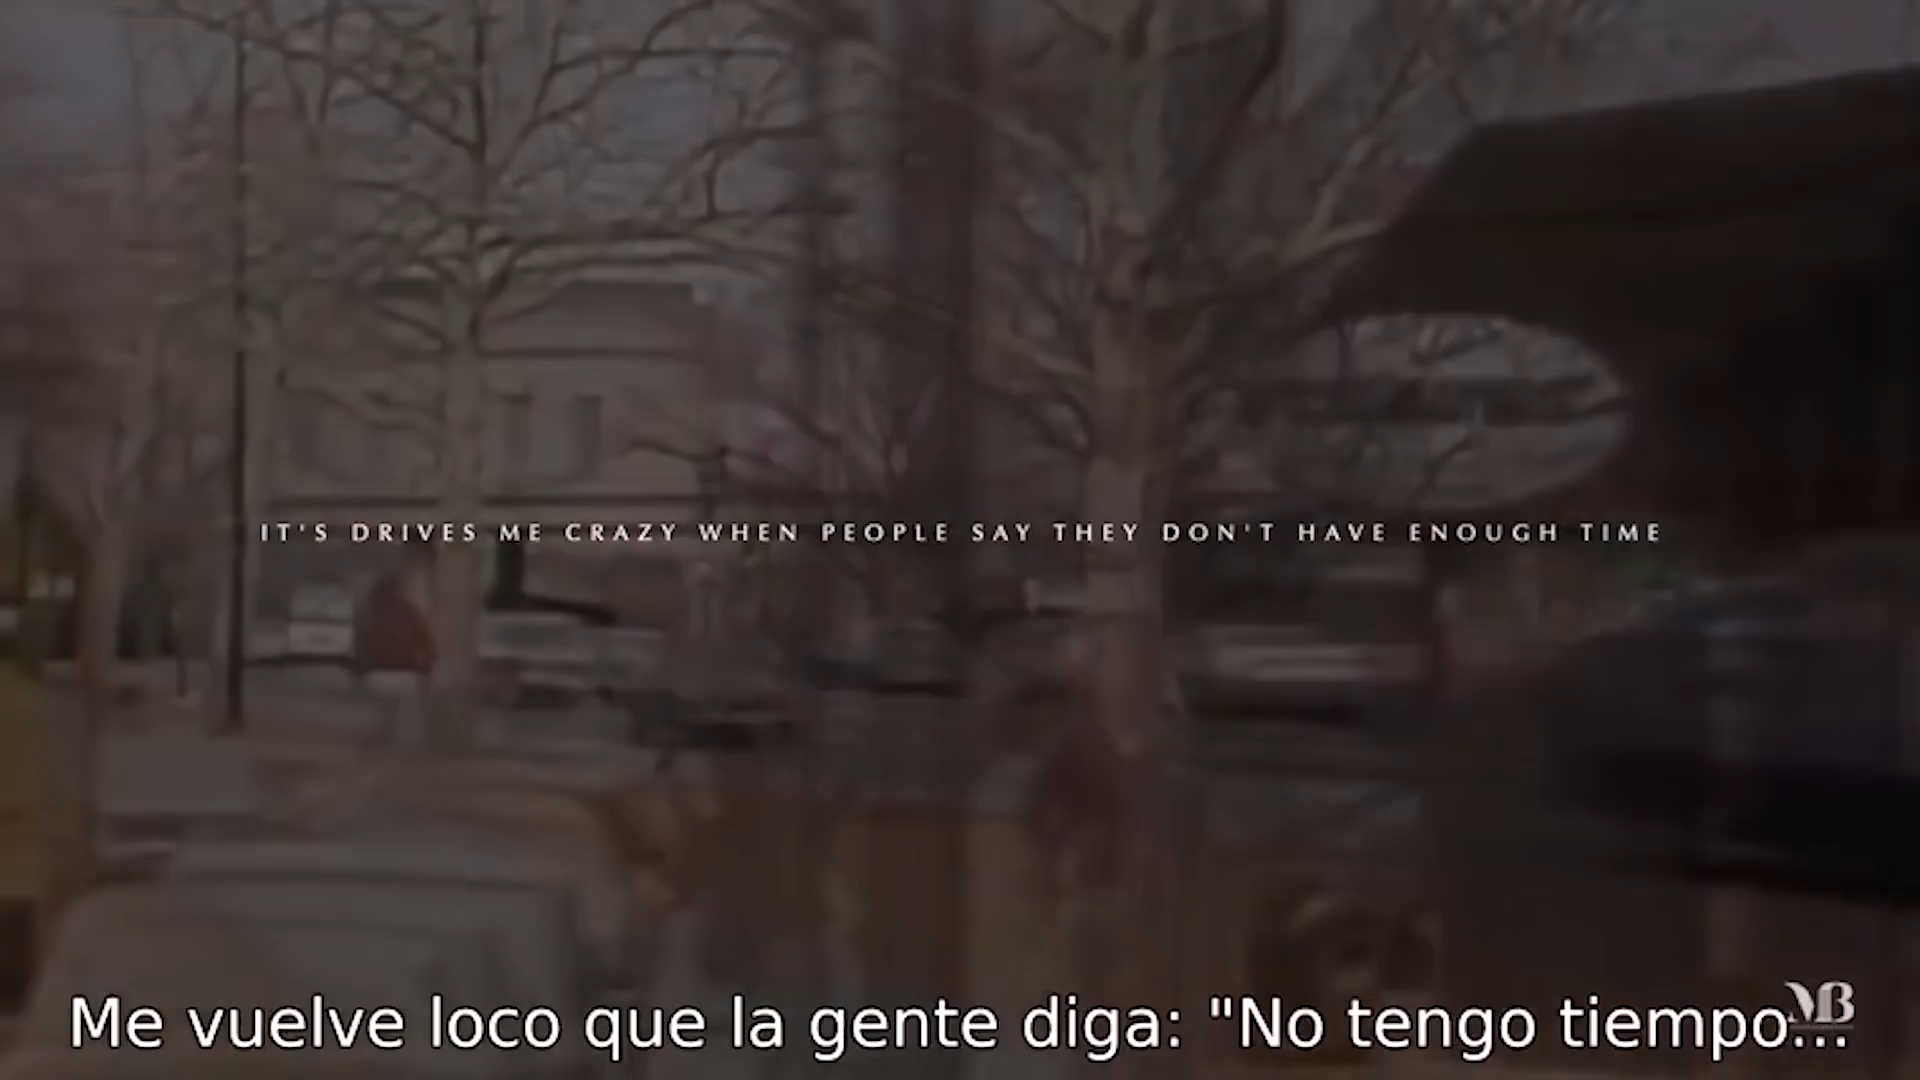 IT'S DRIVES ME CRAZY WHEN PEOPLE SAY THEY DON'T HAVE ENOUGH TIME
MB
Me vuelve loco que la gente diga: "No tengo tiempo...